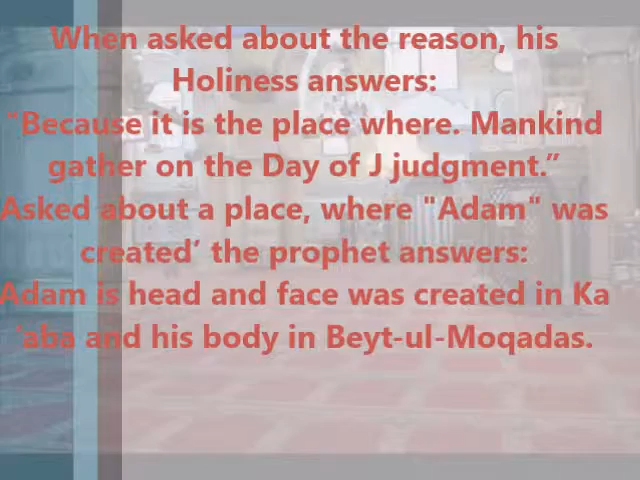 When asked about the reason, his
Holiness answers:
"Because it is the place where. Mankind
gather on the Day of J judgment.”
Asked about a place, where "Adam" was
created’ the prophet answers:
Adam is head and face was created in Ka
'aba and his body in Beyt-ul-Moqadas.